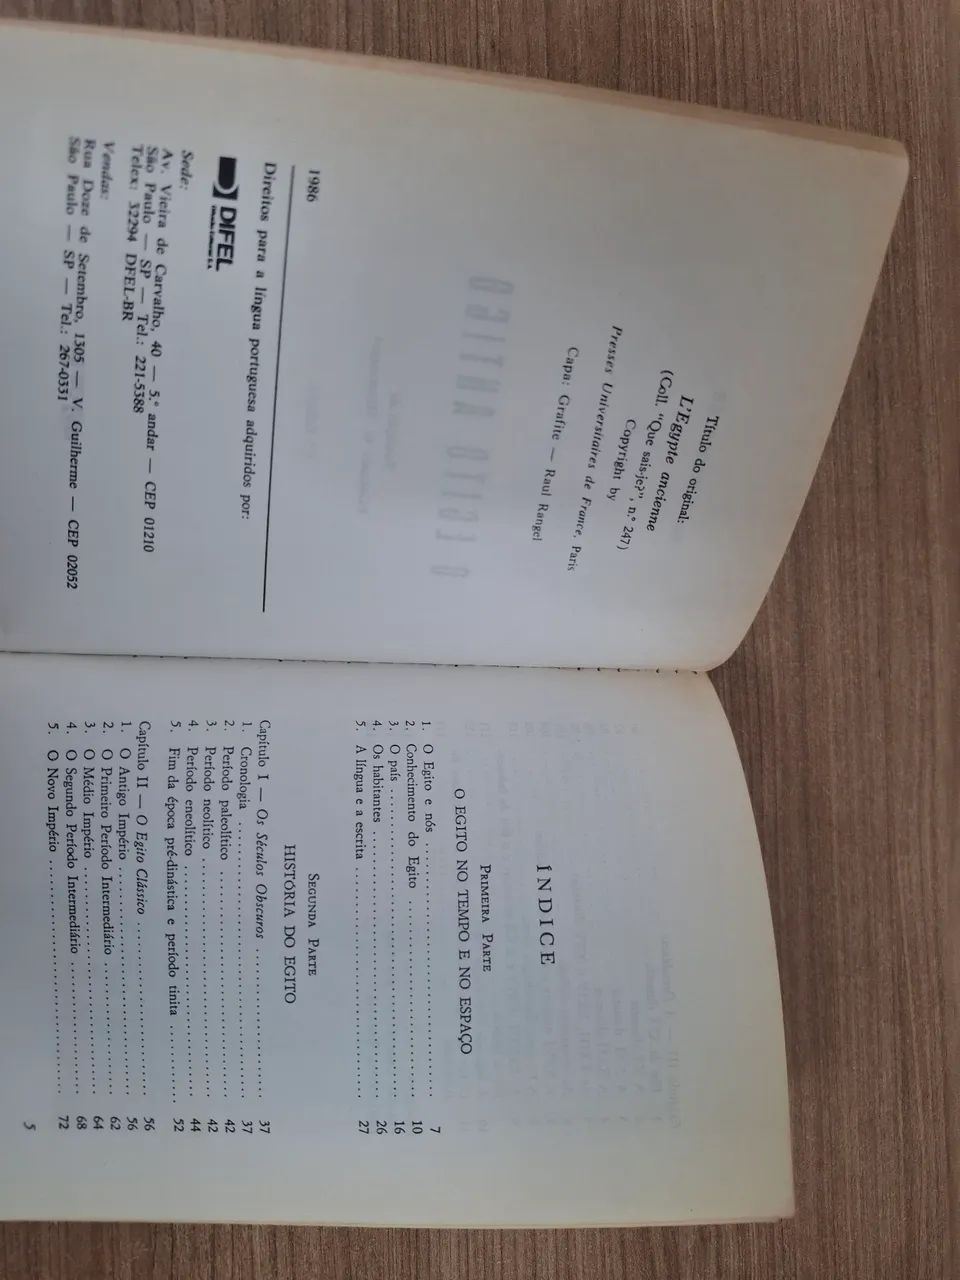 Título do original:
L'Egypte ancienne
(Coll. "Que sais-je?", n.º 247)
Copyright by
Presses Universitaires de France, Paris
Capa: Grafite — Raul Rangel
O EGITO ANTIGO
1986
Direitos para a língua portuguesa adquiridos por:
DIFEL
Difusão Editorial S.A.
Sede:
Av. Vieira de Carvalho, 40 — 5.º andar — CEP 01210
São Paulo — SP — Tel.: 221-5388
Telex: 32294 DFEL-BR
Vendas:
Rua Doze de Setembro, 1305 — V. Guilherme — CEP 02052
São Paulo — SP — Tel.: 267-0331
ÍNDICE
PRIMEIRA PARTE
O EGITO NO TEMPO E NO ESPAÇO
1. O Egito e nós 7
2. Conhecimento do Egito 10
3. O país 16
4. Os habitantes 26
5. A língua e a escrita 27
SEGUNDA PARTE
HISTÓRIA DO EGITO
Capítulo I — Os Séculos Obscuros 37
1. Cronologia 37
2. Período paleolítico 42
3. Período neolítico 42
4. Período eneolítico 44
5. Fim da época pré-dinástica e período tinita 52
Capítulo II — O Egito Clássico 56
1. O Antigo Império 56
2. O Primeiro Período Intermediário 62
3. O Médio Império 64
4. O Segundo Período Intermediário 68
5. O Novo Império 72
5